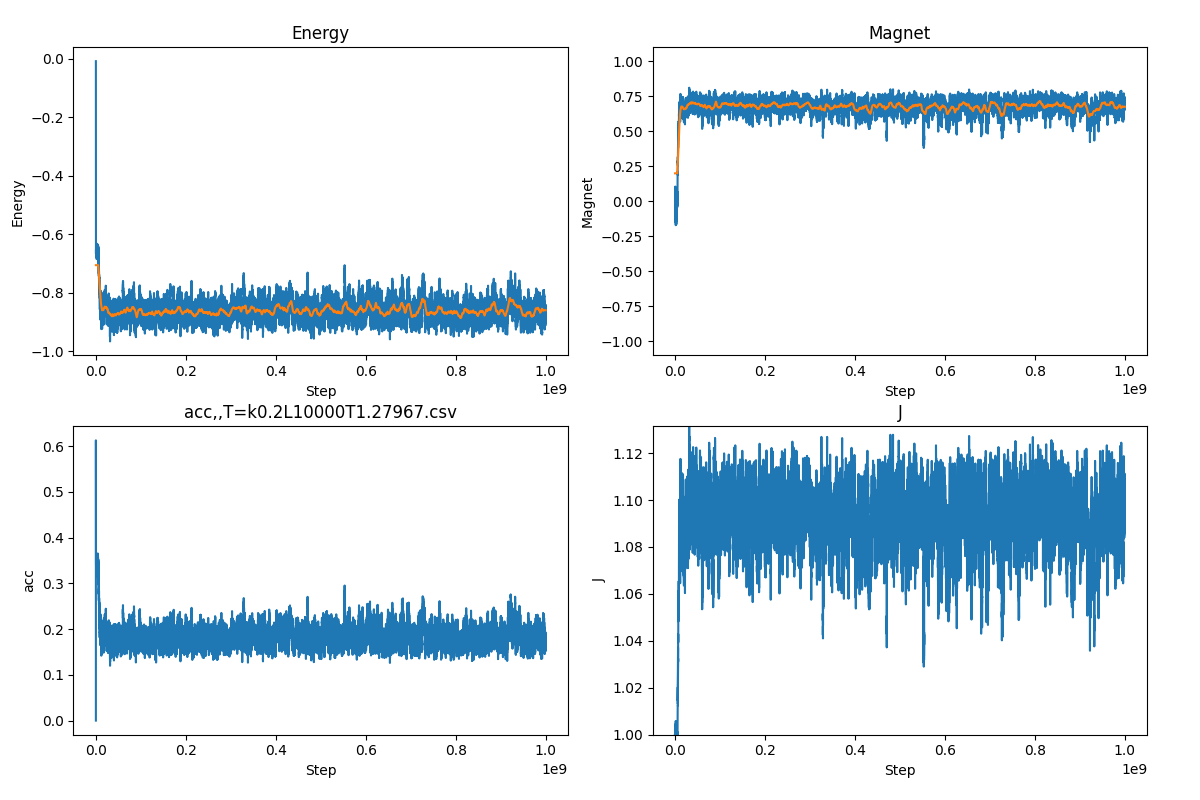 Energy
Energy
0.0
−0.2
−0.4
−0.6
−0.8
−1.0
0.0 0.2 0.4 0.6 0.8 1.0
1e9
Step
Magnet
Magnet
1.00
0.75
0.50
0.25
0.00
−0.25
−0.50
−0.75
−1.00
0.0 0.2 0.4 0.6 0.8 1.0
1e9
Step
acc,,T=k0.2L10000T1.27967.csv
acc
0.6
0.5
0.4
0.3
0.2
0.1
0.0
0.0 0.2 0.4 0.6 0.8 1.0
1e9
Step
J
J
1.12
1.10
1.08
1.06
1.04
1.02
1.00
0.0 0.2 0.4 0.6 0.8 1.0
1e9
Step